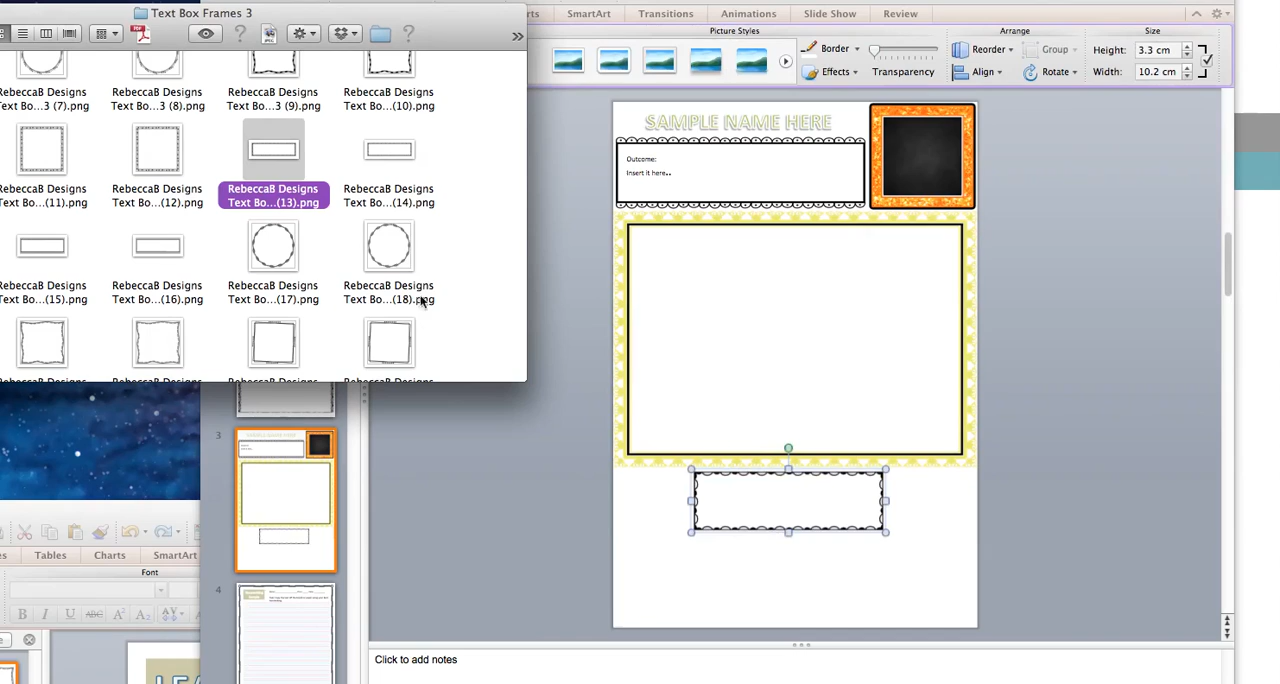 Text Box Frames 3
RebeccaB Designs
Text B...3 (7).png
RebeccaB Designs
Text B...3 (8).png
RebeccaB Designs
Text B...3 (9).png
RebeccaB Designs
Text Bo...(10).png
RebeccaB Designs
Text Bo...(11).png
RebeccaB Designs
Text Bo...(12).png
RebeccaB Designs
Text Bo...(13).png
RebeccaB Designs
Text Bo...(14).png
RebeccaB Designs
Text Bo...(15).png
RebeccaB Designs
Text Bo...(16).png
RebeccaB Designs
Text Bo...(17).png
RebeccaB Designs
Text Bo...(18).png
SmartArt
Transitions
Animations
Slide Show
Review
Picture Styles
Arrange
Size
Border
Effects
Transparency
Reorder
Group
Align
Rotate
Height: 3.3 cm
Width: 10.2 cm
SAMPLE NAME HERE
Outcome:
Insert it here..
3
4
Tables
Charts
SmartArt
Font
B I U ABC A2 A2
Click to add notes